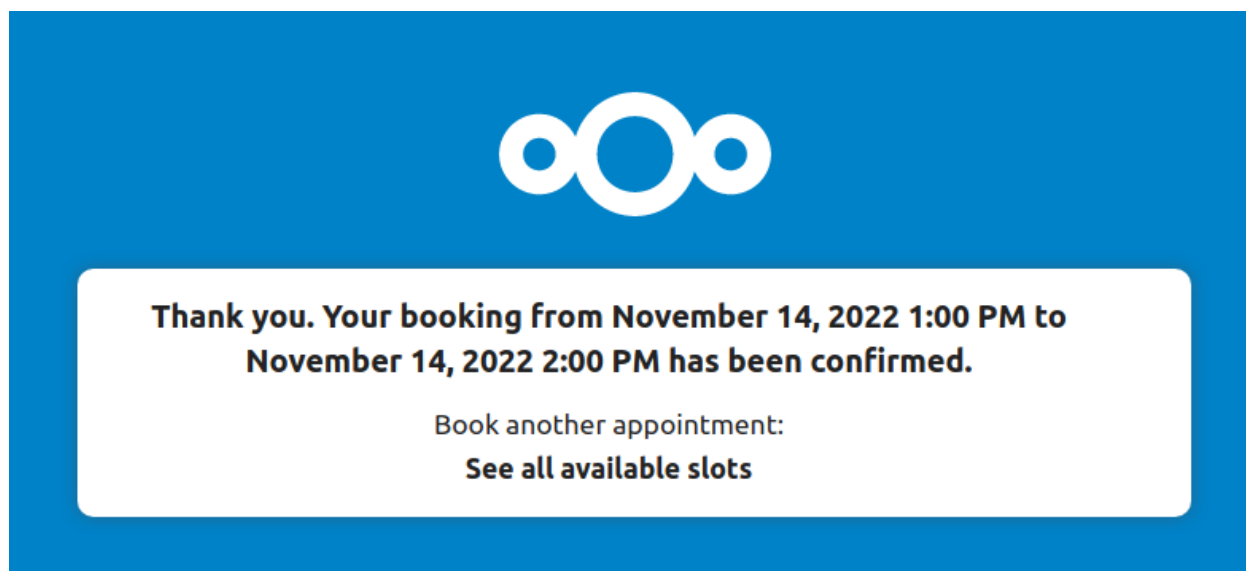 Thank you. Your booking from November 14, 2022 1:00 PM to
November 14, 2022 2:00 PM has been confirmed.
Book another appointment:
See all available slots